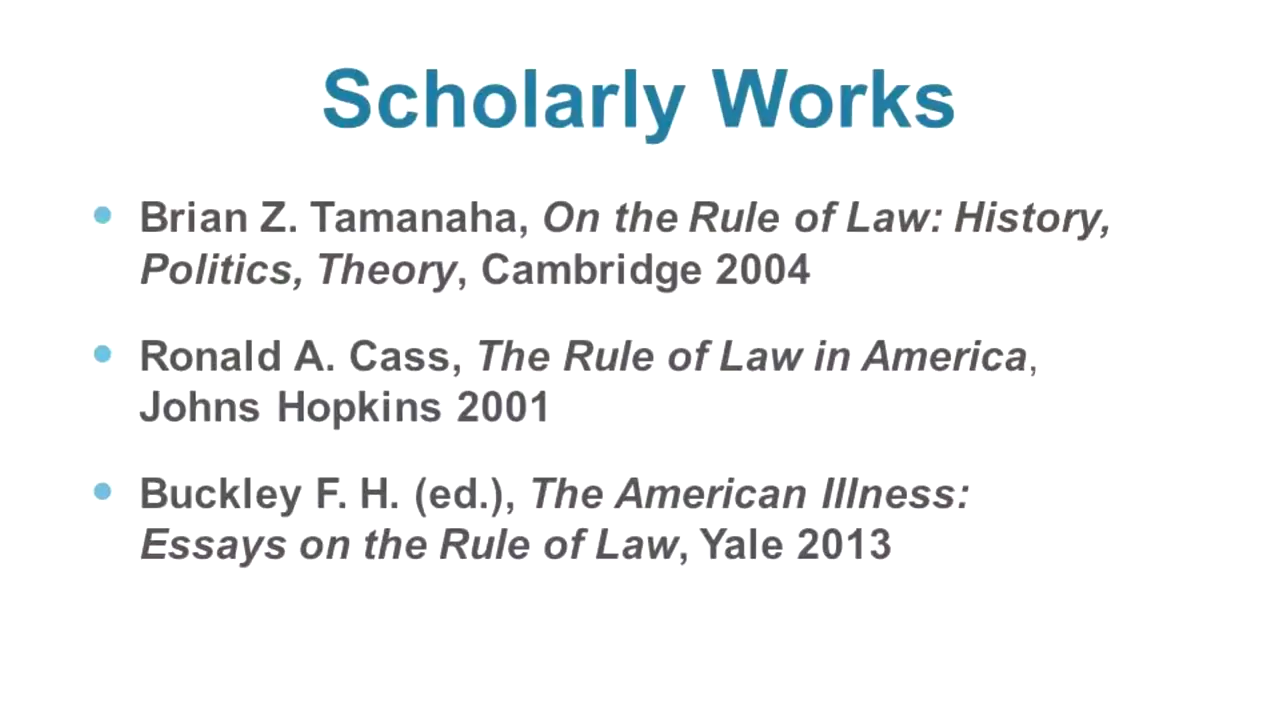 Scholarly Works
Brian Z. Tamanaha, On the Rule of Law: History,
Politics, Theory, Cambridge 2004
Ronald A. Cass, The Rule of Law in America,
Johns Hopkins 2001
Buckley F. H. (ed.), The American Illness:
Essays on the Rule of Law, Yale 2013